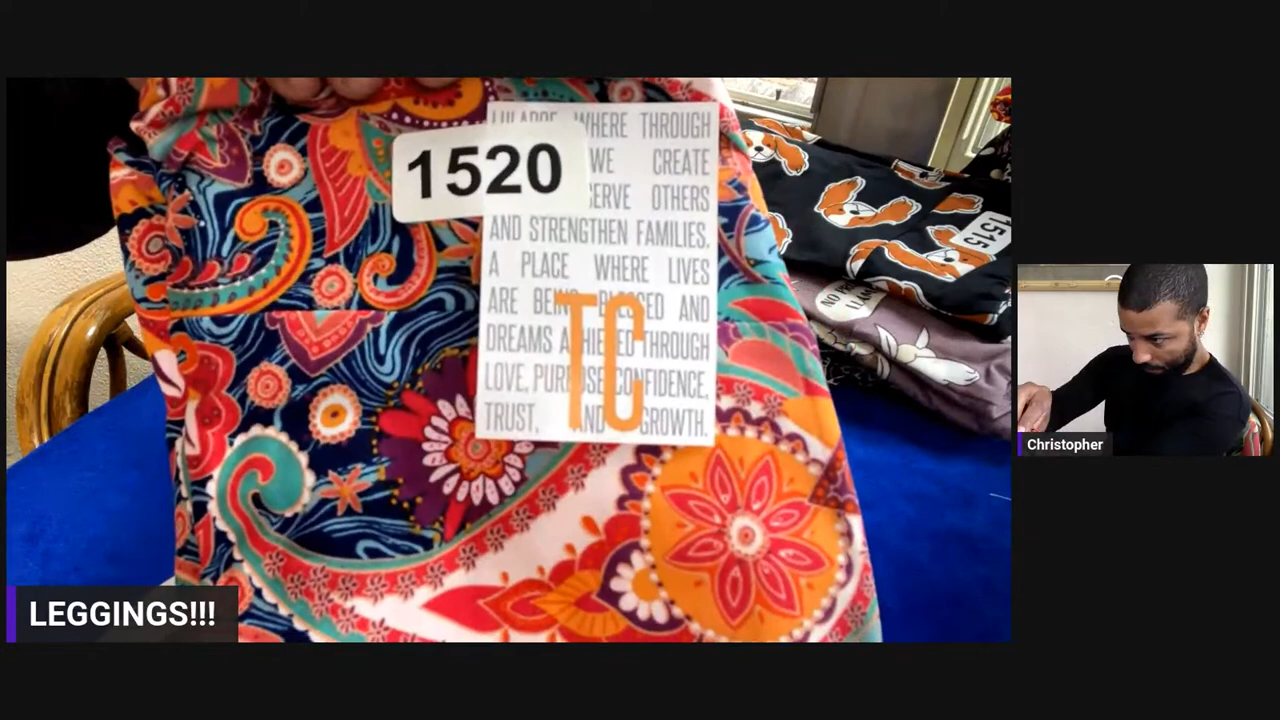 LULAROE WHERE THROUGH
1520
WE CREATE
SERVE OTHERS
AND STRENGTHEN FAMILIES.
A PLACE WHERE LIVES
ARE BEING BLESSED AND
DREAMS ACHIEVED THROUGH
LOVE, PURPOSE, CONFIDENCE,
TRUST, AND GROWTH.
TC
1515
ON
Christopher
LEGGINGS!!!